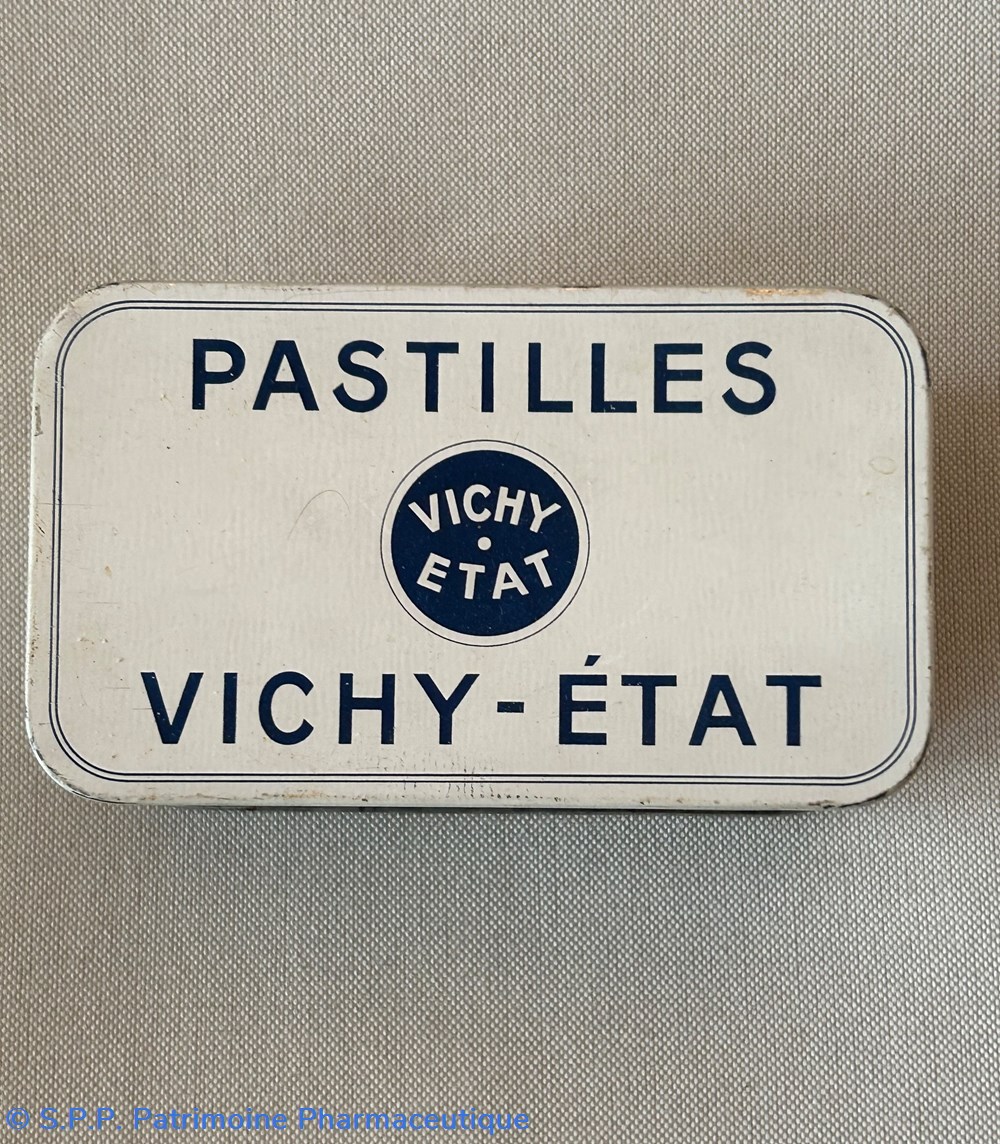 PASTILLES
VICHY
ETAT
VICHY-ÉTAT
© S.P.P. Patrimoine Pharmaceutique